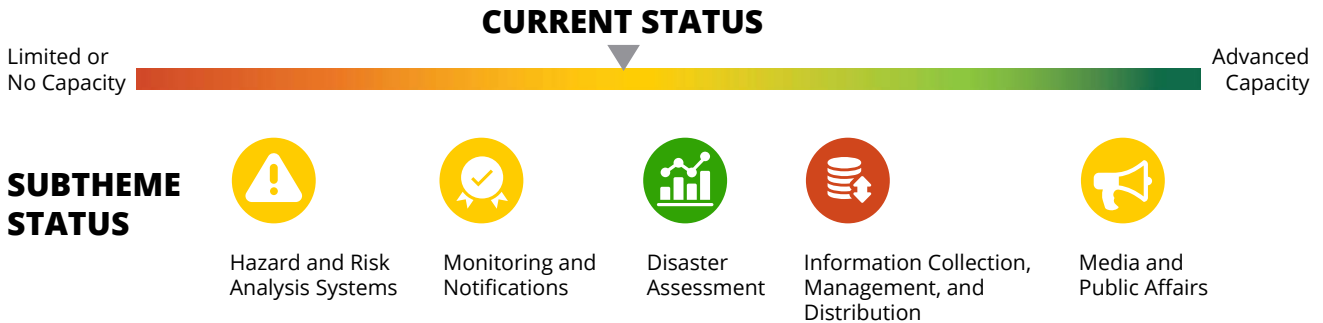 CURRENT STATUS
Limited or
No Capacity
Advanced
Capacity
SUBTHEME
STATUS
Hazard and Risk
Analysis Systems
Monitoring and
Notifications
Disaster
Assessment
Information Collection,
Management, and
Distribution
Media and
Public Affairs